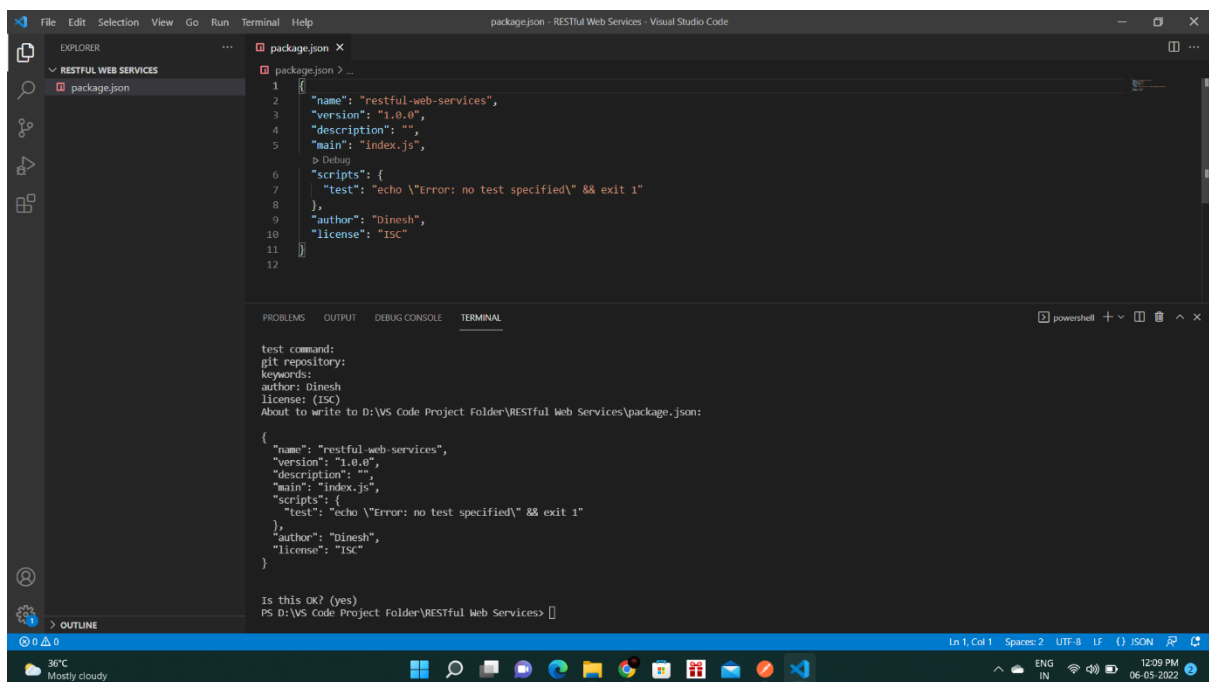 File Edit Selection View Go Run Terminal Help package.json - RESTful Web Services - Visual Studio Code
EXPLORER
RESTFUL WEB SERVICES
package.json
package.json
package.json > ...
1 {
2 "name": "restful-web-services",
3 "version": "1.0.0",
4 "description": "",
5 "main": "index.js",
Debug
6 "scripts": {
7 "test": "echo \"Error: no test specified\" && exit 1"
8 },
9 "author": "Dinesh",
10 "license": "ISC"
11 }
12
PROBLEMS OUTPUT DEBUG CONSOLE TERMINAL powershell
test command:
git repository:
keywords:
author: Dinesh
license: (ISC)
About to write to D:\VS Code Project Folder\RESTful Web Services\package.json:
{
"name": "restful-web-services",
"version": "1.0.0",
"description": "",
"main": "index.js",
"scripts": {
"test": "echo \"Error: no test specified\" && exit 1"
},
"author": "Dinesh",
"license": "ISC"
}
Is this OK? (yes)
PS D:\VS Code Project Folder\RESTful Web Services>
1
OUTLINE
0 0 Ln 1, Col 1 Spaces: 2 UTF-8 LF {} JSON
36°C
Mostly cloudy
ENG
IN
12:09 PM
06-05-2022
2